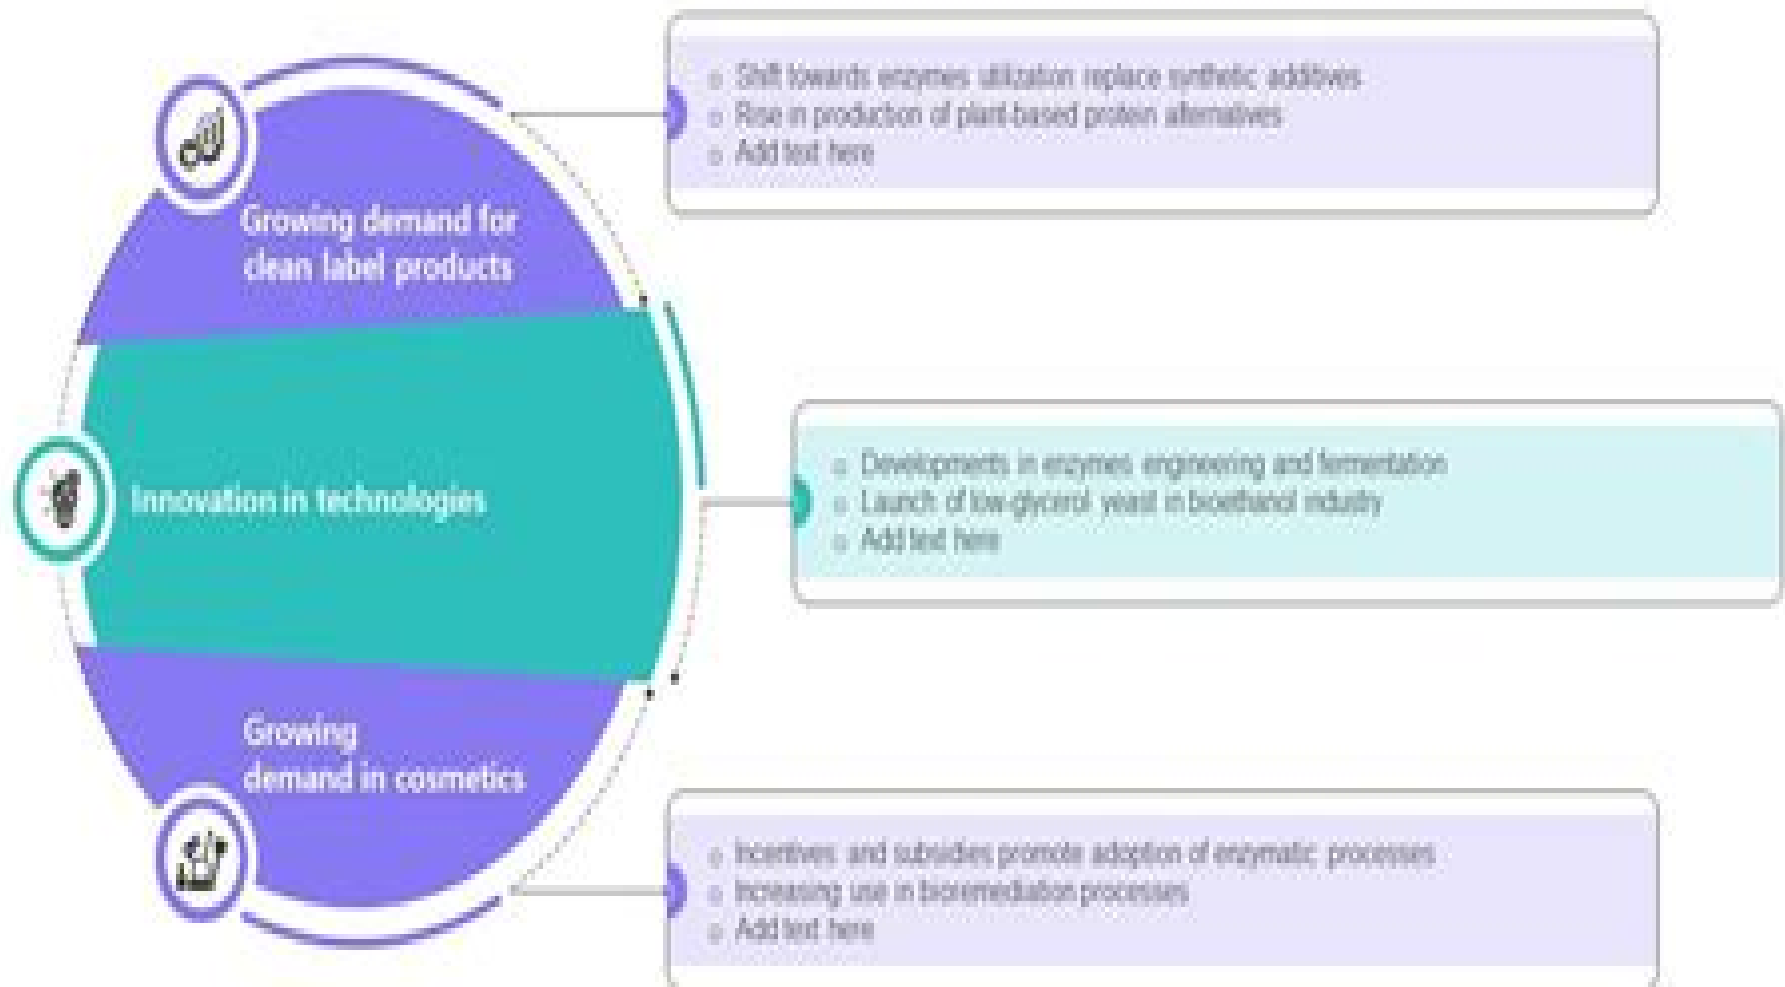 Growing demand for
clean label products
Shift towards enzymes utilization replace synthetic additives
Rise in production of plant-based protein alternatives
Add text here
Innovation in technologies
Developments in enzymes engineering and fermentation
Launch of low-glycerol yeast in bioethanol industry
Add text here
Growing
demand in cosmetics
Incentives and subsidies promote adoption of enzymatic processes
Increasing use in bioremediation processes
Add text here